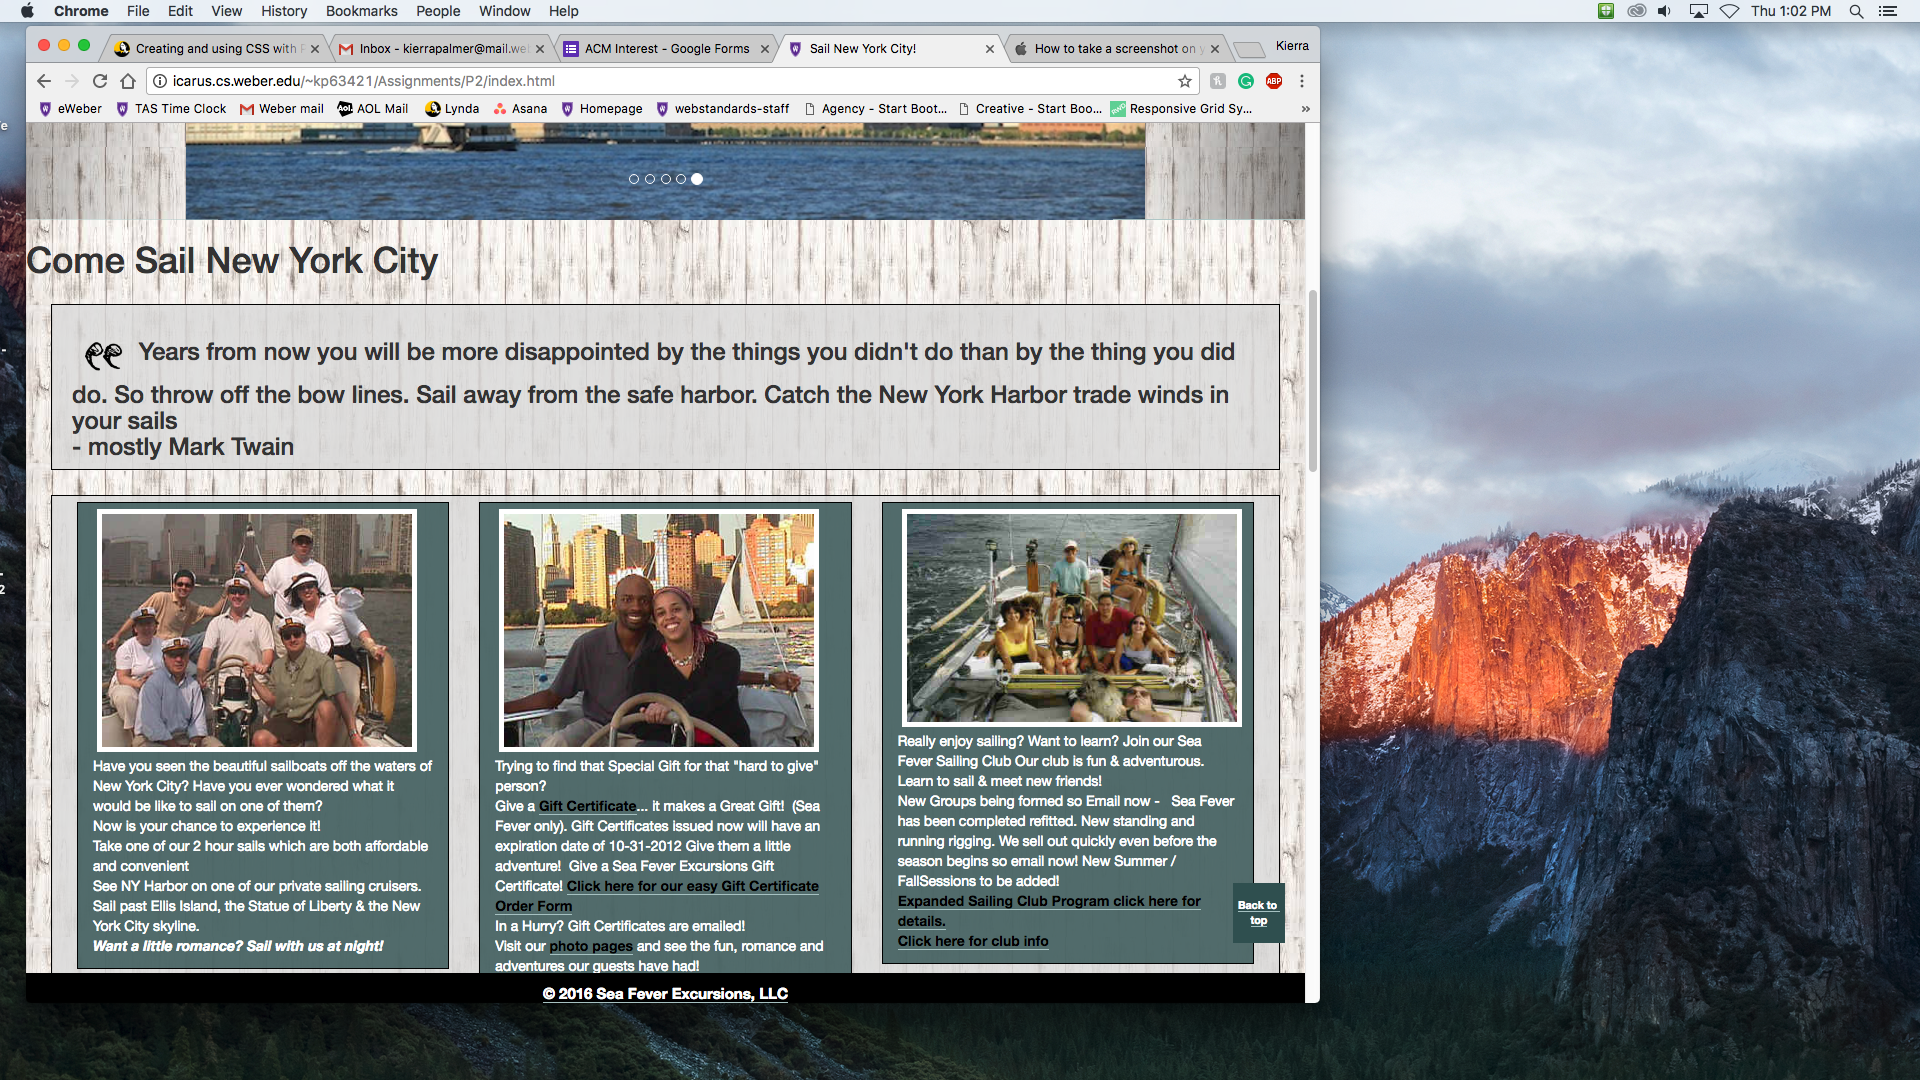 Chrome File Edit View History Bookmarks People Window Help Thu 1:02 PM
Creating and using CSS with Inbox - kierrapalmer@mail.we ACM Interest - Google Forms Sail New York City! How to take a screenshot on Kierra
icarus.cs.weber.edu/~kp63421/Assignments/P2/index.html ABP
eWeber TAS Time Clock Weber mail Aol. AOL Mail Lynda Asana Homepage webstandards-staff Agency - Start Boot... Creative - Start Boo... Responsive Grid Sy... »
Come Sail New York City
Years from now you will be more disappointed by the things you didn't do than by the thing you did
do. So throw off the bow lines. Sail away from the safe harbor. Catch the New York Harbor trade winds in
your sails
- mostly Mark Twain
Have you seen the beautiful sailboats off the waters of
New York City? Have you ever wondered what it
would be like to sail on one of them?
Now is your chance to experience it!
Take one of our 2 hour sails which are both affordable
and convenient
See NY Harbor on one of our private sailing cruisers.
Sail past Ellis Island, the Statue of Liberty & the New
York City skyline.
Want a little romance? Sail with us at night!
Trying to find that Special Gift for that "hard to give"
person?
Give a Gift Certificate... it makes a Great Gift! (Sea
Fever only). Gift Certificates issued now will have an
expiration date of 10-31-2012 Give them a little
adventure! Give a Sea Fever Excursions Gift
Certificate! Click here for our easy Gift Certificate
Order Form
In a Hurry? Gift Certificates are emailed!
Visit our photo pages and see the fun, romance and
adventures our guests have had!
Really enjoy sailing? Want to learn? Join our Sea
Fever Sailing Club Our club is fun & adventurous.
Learn to sail & meet new friends!
New Groups being formed so Email now - Sea Fever
has been completed refitted. New standing and
running rigging. We sell out quickly even before the
season begins so email now! New Summer /
FallSessions to be added!
Expanded Sailing Club Program click here for
details.
Click here for club info
Back to
top
© 2016 Sea Fever Excursions, LLC